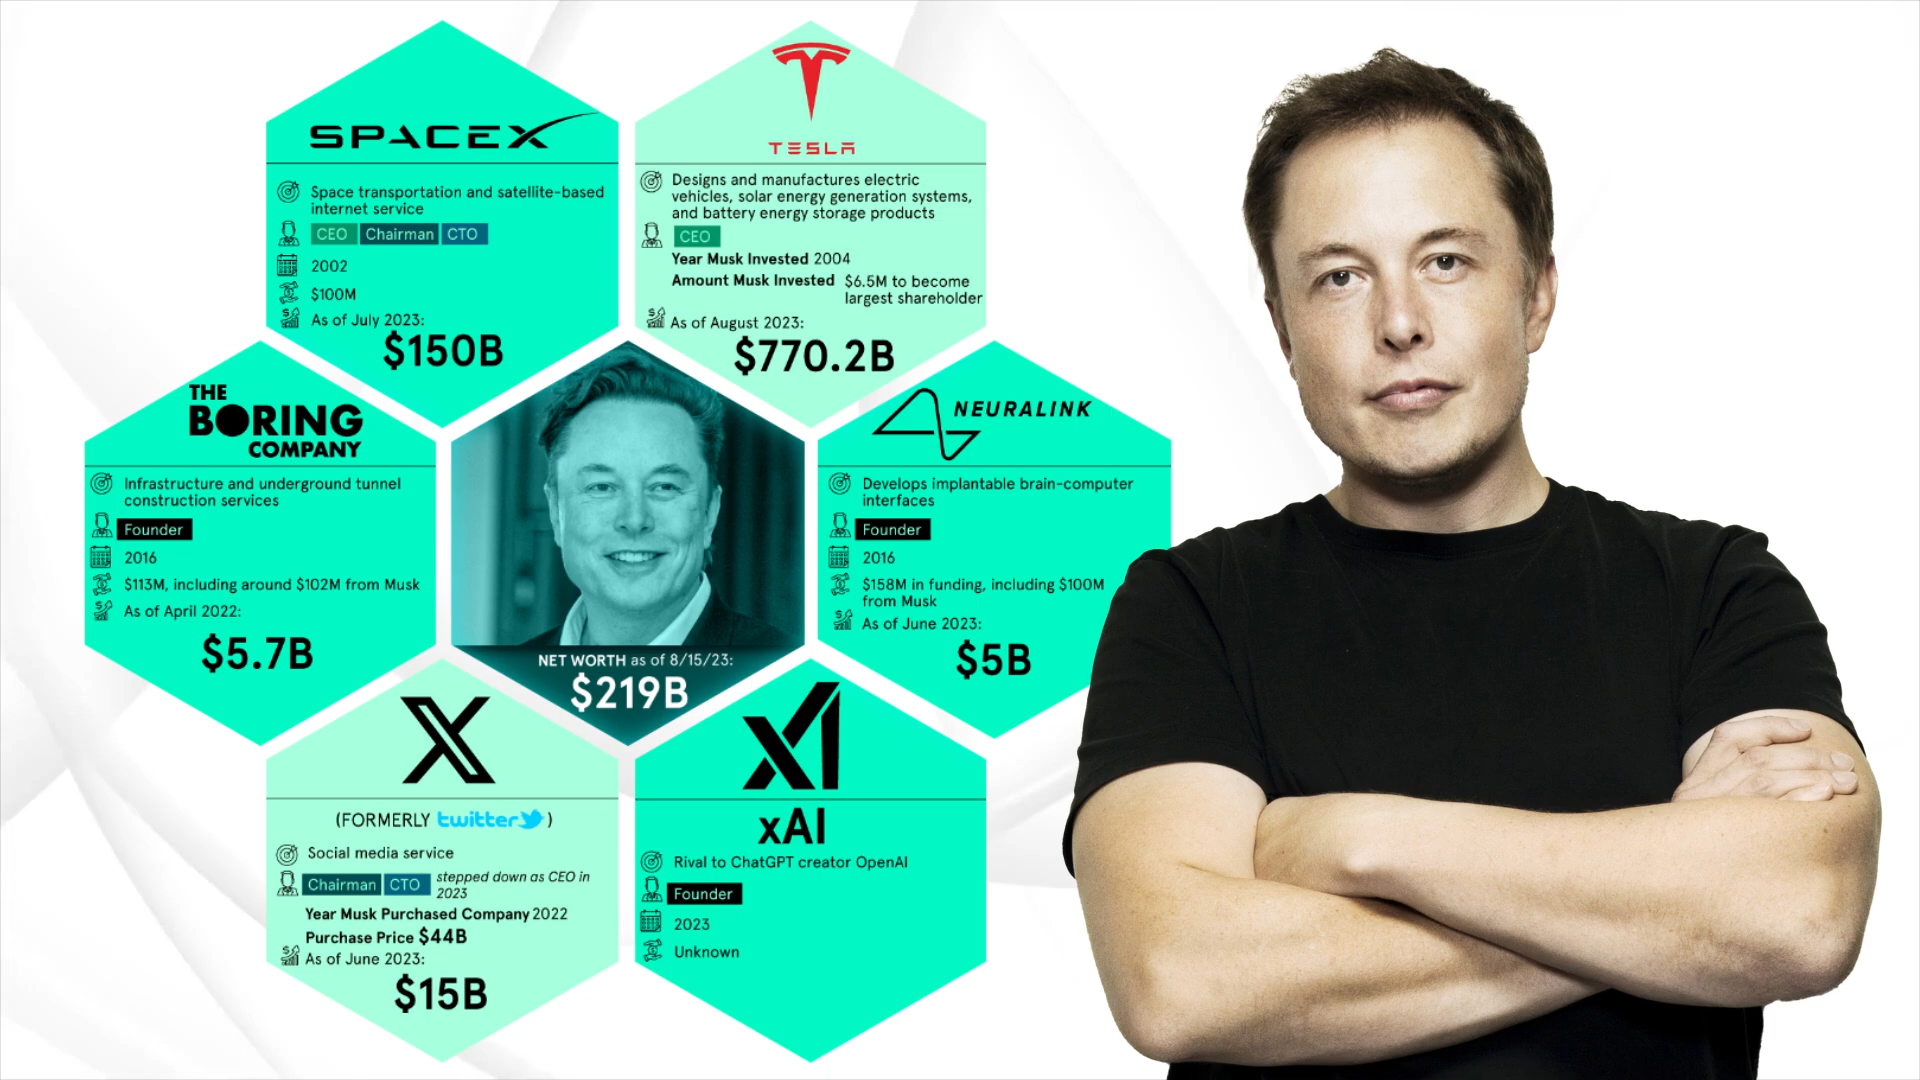 SPACEX
Space transportation and satellite-based
internet service
CEO Chairman CTO
2002
$100M
As of July 2023:
$150B
TESLA
Designs and manufactures electric
vehicles, solar energy generation systems,
and battery energy storage products
CEO
Year Musk Invested 2004
Amount Musk Invested $6.5M to become
largest shareholder
As of August 2023:
$770.2B
THE
BORING
COMPANY
Infrastructure and underground tunnel
construction services
Founder
2016
$113M, including around $102M from Musk
As of April 2022:
$5.7B
NET WORTH as of 8/15/23:
$219B
NEURALINK
Develops implantable brain-computer
interfaces
Founder
2016
$158M in funding, including $100M
from Musk
As of June 2023:
$5B
X
(FORMERLY twitter)
Social media service
Chairman CTO stepped down as CEO in
2023
Year Musk Purchased Company 2022
Purchase Price $44B
As of June 2023:
$15B
xAI
xAI
Rival to ChatGPT creator OpenAI
Founder
2023
Unknown